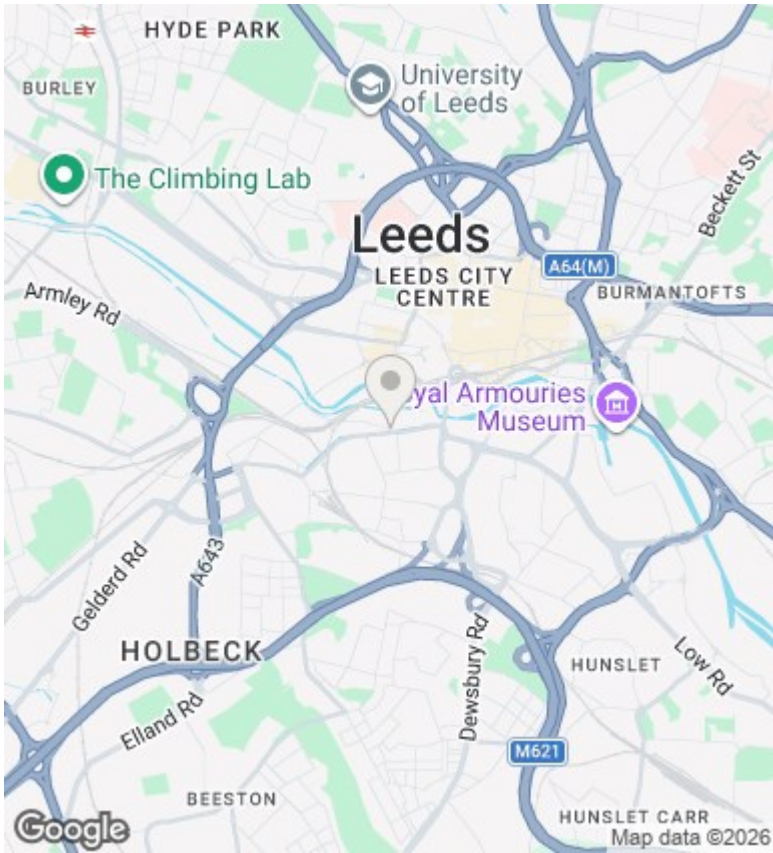 HYDE PARK
BURLEY
University
of Leeds
The Climbing Lab
Beckett St
Leeds
LEEDS CITY
CENTRE
A64(M)
BURMANTOFTS
Armley Rd
yal Armouries
Museum
Gelderd Rd
A643
HOLBECK
Elland Rd
Dewsbury Rd
HUNSLET
Low Rd
M621
BEESTON
HUNSLET CARR
Google
Map data ©2026